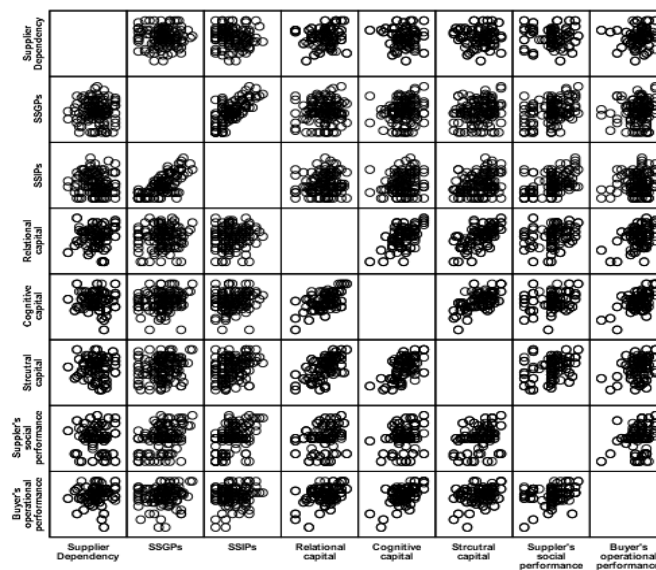 Supplier
Dependency
SSGPs
SSIPs
Relational
capital
Cognitive
capital
Strcutral
capital
Suppler's
social
performance
Buyer's
operational
performance
Supplier
Dependency
SSGPs
SSIPs
Relational
capital
Cognitive
capital
Strcutral
capital
Suppler's
social
performance
Buyer's
operational
performance